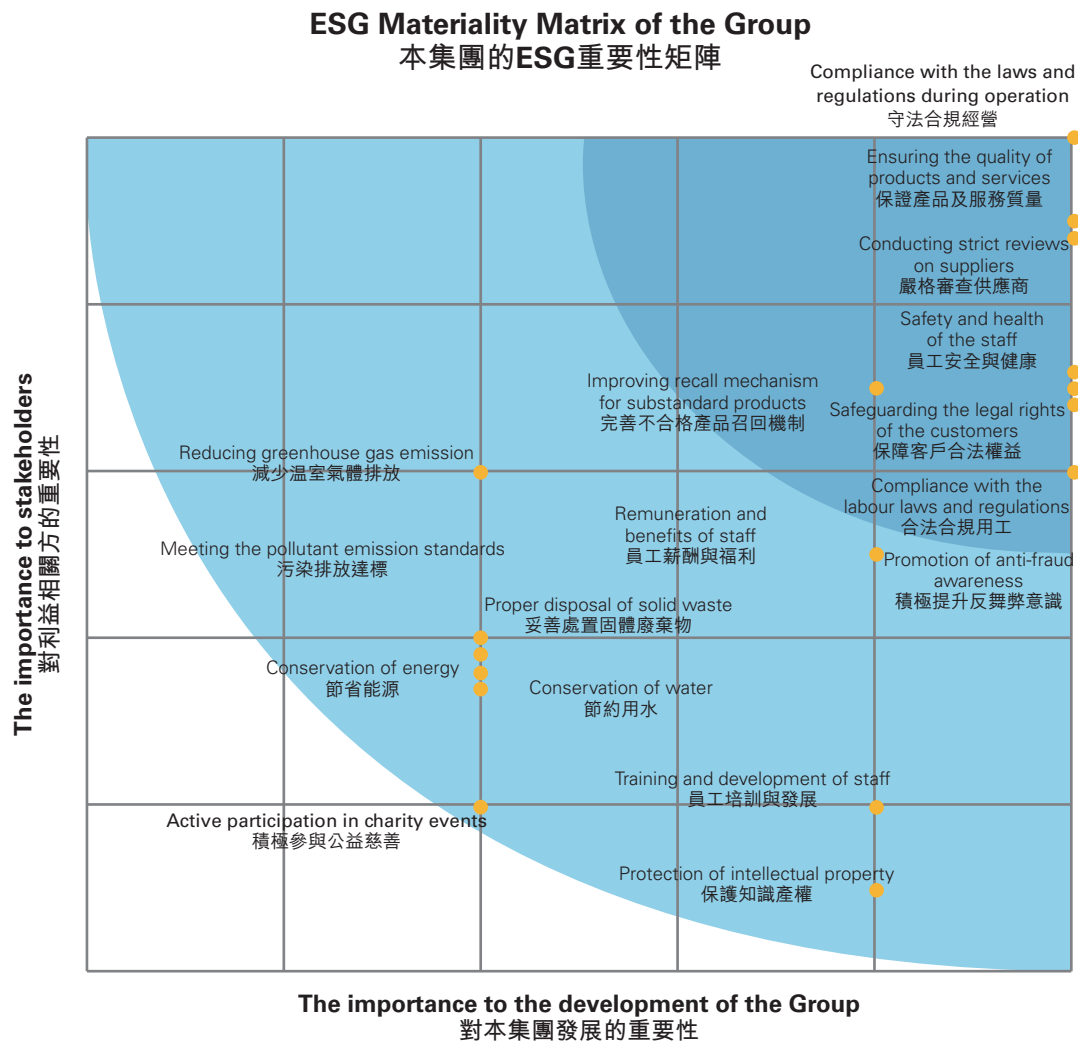 ESG Materiality Matrix of the Group
本集團的ESG重要性矩陣
Compliance with the laws and
regulations during operation
守法合規經營
Ensuring the quality of
products and services
保證產品及服務質量
Conducting strict reviews
on suppliers
嚴格審查供應商
Safety and health
of the staff
員工安全與健康
Improving recall mechanism
for substandard products
完善不合格產品召回機制
Safeguarding the legal rights
of the customers
保障客戶合法權益
Reducing greenhouse gas emission
減少温室氣體排放
Compliance with the
labour laws and regulations
合法合規用工
Remuneration and
benefits of staff
員工薪酬與福利
Meeting the pollutant emission standards
污染排放達標
Promotion of anti-fraud
awareness
積極提升反舞弊意識
Proper disposal of solid waste
妥善處置固體廢棄物
Conservation of energy
節省能源
Conservation of water
節約用水
Training and development of staff
員工培訓與發展
Active participation in charity events
積極參與公益慈善
Protection of intellectual property
保護知識產權
The importance to stakeholders
對利益相關方的重要性
The importance to the development of the Group
對本集團發展的重要性